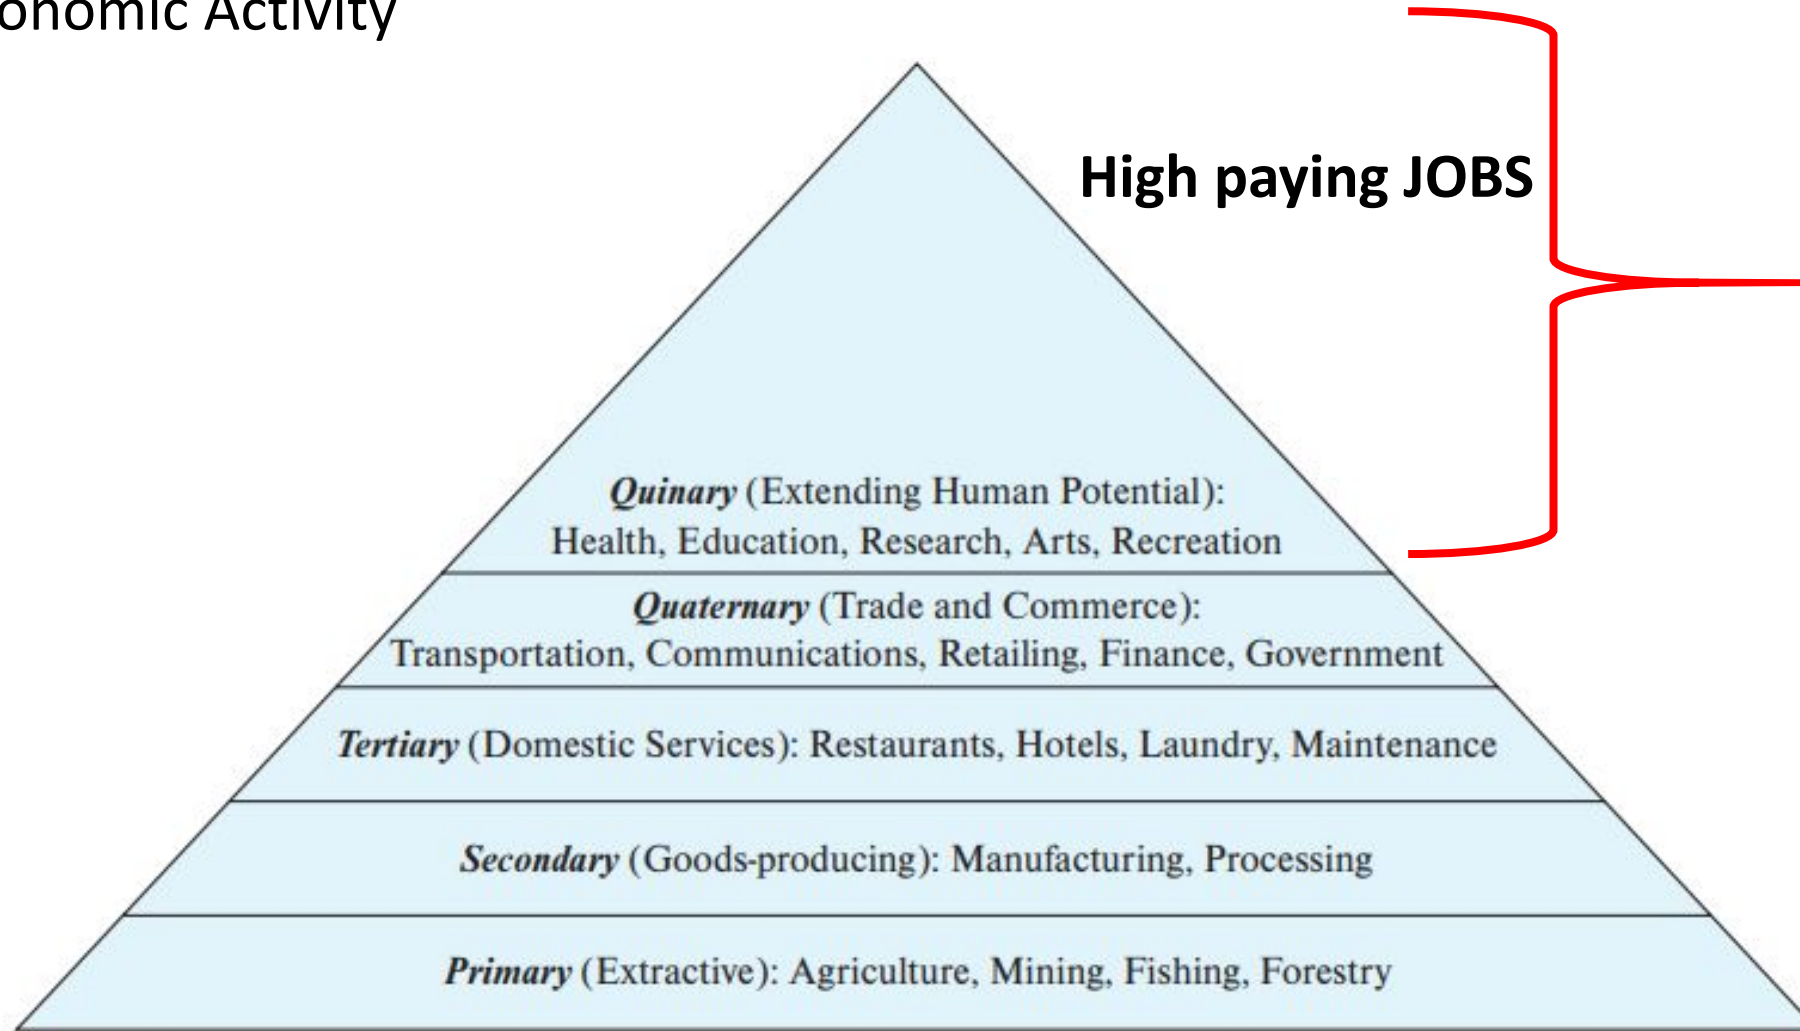 onomic Activity
High paying JOBS
Quinary (Extending Human Potential):
Health, Education, Research, Arts, Recreation
Quaternary (Trade and Commerce):
Transportation, Communications, Retailing, Finance, Government
Tertiary (Domestic Services): Restaurants, Hotels, Laundry, Maintenance
Secondary (Goods-producing): Manufacturing, Processing
Primary (Extractive): Agriculture, Mining, Fishing, Forestry